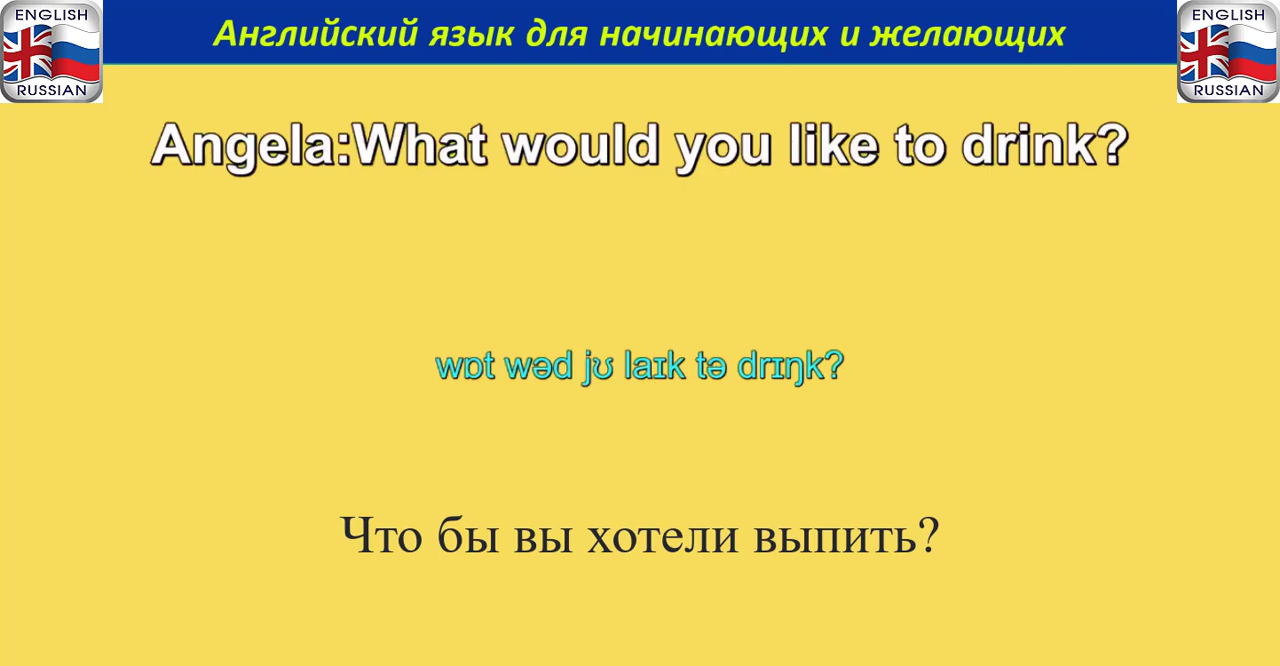 ENGLISH
RUSSIAN
Английский язык для начинающих и желающих
ENGLISH
RUSSIAN
Angela:What would you like to drink?
wɒt wəd jʊ laɪk tə drɪŋk?
Что бы вы хотели выпить?